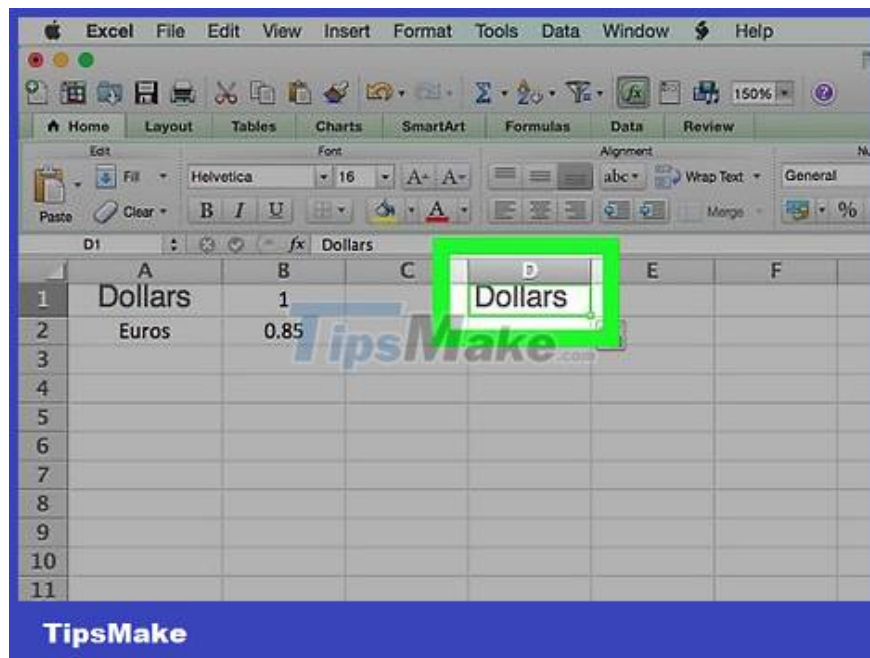 Excel File Edit View Insert Format Tools Data Window Help
150%
Home Layout Tables Charts SmartArt Formulas Data Review
Edit Font Alignment
Fill Helvetica 16 A A abc Wrap Text General
Paste Clear B I U A Merge %
D1 fx Dollars
A B C D E F
1 Dollars 1 Dollars
2 Euros 0.85
TipsMake.com
3
4
5
6
7
8
9
10
11
TipsMake